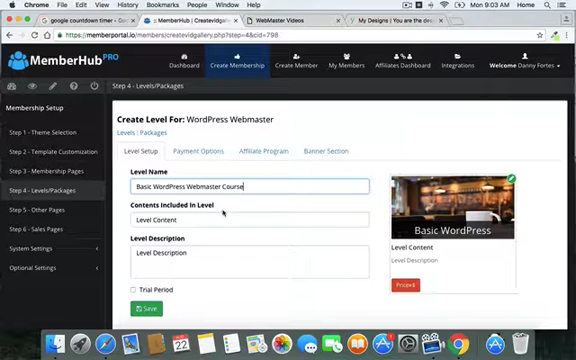 Chrome File Edit View History Bookmarks People Window Help
Mon 9:03 AM Home
google countdown timer - G
MemberHub | Createvidgaller
WebMaster Videos
My Designs | You are the de
https://memberportal.io/members/createvidgallery.php?step=4&cid=798
MemberHub PRO
Dashboard
Create Membership
Create Member
My Members
Affiliates Dashboard
Integrations
Welcome Danny Fortes
Step 4 - Levels/Packages
Membership Setup
Step 1 - Theme Selection
Step 2 - Template Customization
Step 3 - Membership Pages
Step 4 - Levels/Packages
Step 5 - Other Pages
Step 6 - Sales Pages
System Settings
Optional Settings
Create Level For: WordPress Webmaster
Levels | Packages
Level Setup
Payment Options
Affiliate Program
Banner Section
Level Name
Basic WordPress Webmaster Course
Contents Included In Level
Level Content
Level Description
Level Description
Trial Period
Save
Basic WordPress
Level Content
Level Description
Price=$